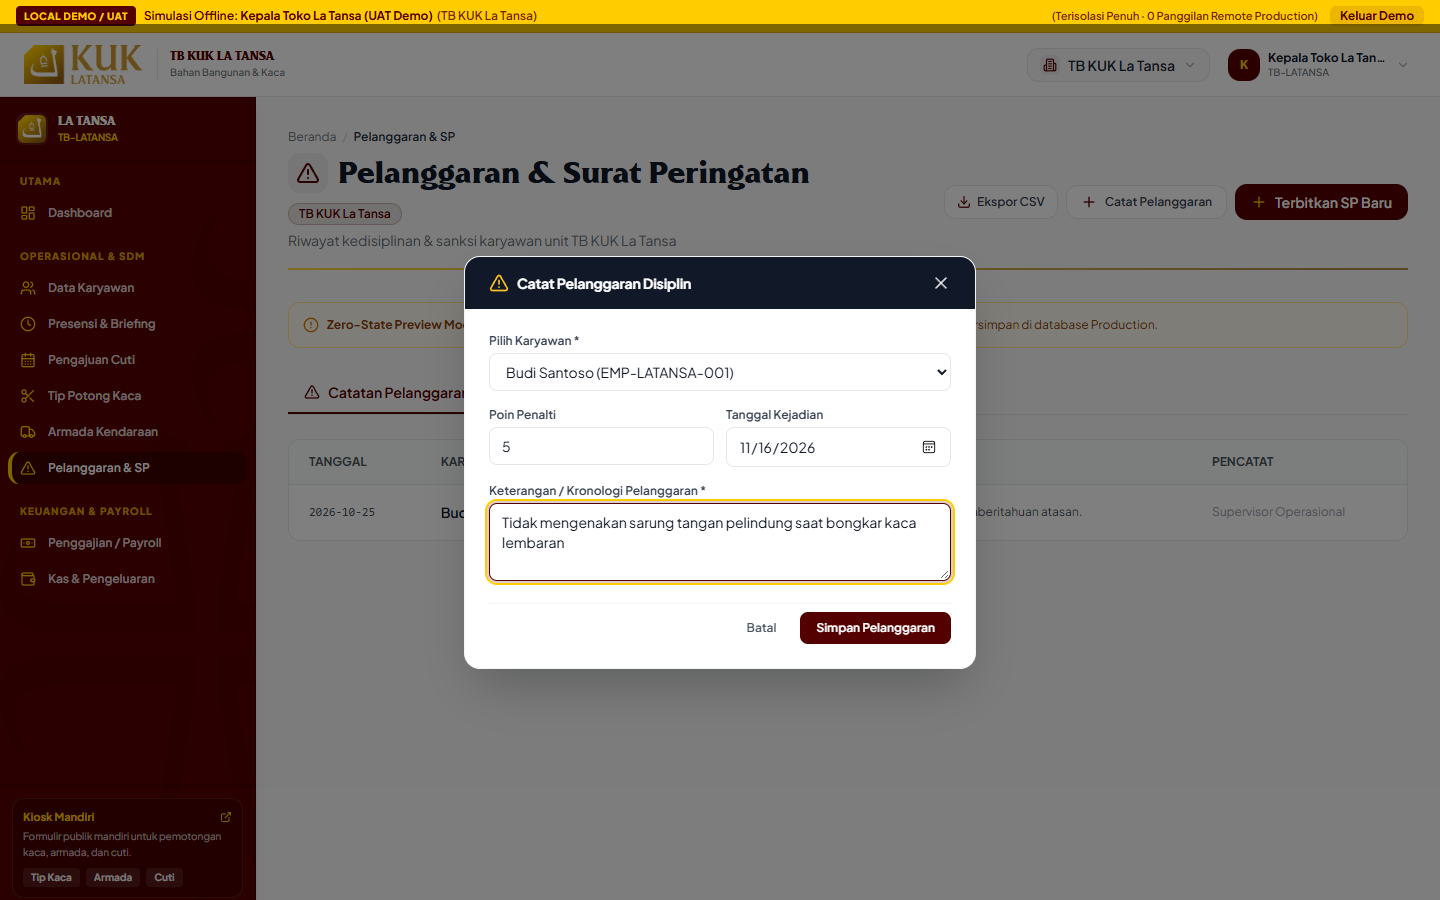 LOCAL DEMO / UAT Simulasi Offline: Kepala Toko La Tansa (UAT Demo) (TB KUK La Tansa) (Terisolasi Penuh · 0 Panggilan Remote Production) Keluar Demo
KUK LATANSA
TB KUK LA TANSA
Bahan Bangunan & Kaca
TB KUK La Tansa
K
Kepala Toko La Tan...
TB-LATANSA
LA TANSA
TB-LATANSA
UTAMA
Dashboard
OPERASIONAL & SDM
Data Karyawan
Presensi & Briefing
Pengajuan Cuti
Tip Potong Kaca
Armada Kendaraan
Pelanggaran & SP
KEUANGAN & PAYROLL
Penggajian / Payroll
Kas & Pengeluaran
Kiosk Mandiri
Formulir publik mandiri untuk pemotongan
kaca, armada, dan cuti.
Tip Kaca Armada Cuti
Beranda / Pelanggaran & SP
Pelanggaran & Surat Peringatan
TB KUK La Tansa
Riwayat kedisiplinan & sanksi karyawan unit TB KUK La Tansa
Ekspor CSV
Catat Pelanggaran
Terbitkan SP Baru
Zero-State Preview
simpan di database Production.
Catatan Pelanggaran
TANGGAL
PENCATAT
2026-10-25
Supervisor Operasional
atasan.
Catat Pelanggaran Disiplin
Pilih Karyawan *
Budi Santoso (EMP-LATANSA-001)
Poin Penalti
Tanggal Kejadian
5
11/16/2026
Keterangan / Kronologi Pelanggaran *
Tidak mengenakan sarung tangan pelindung saat bongkar kaca
lembaran
Batal
Simpan Pelanggaran